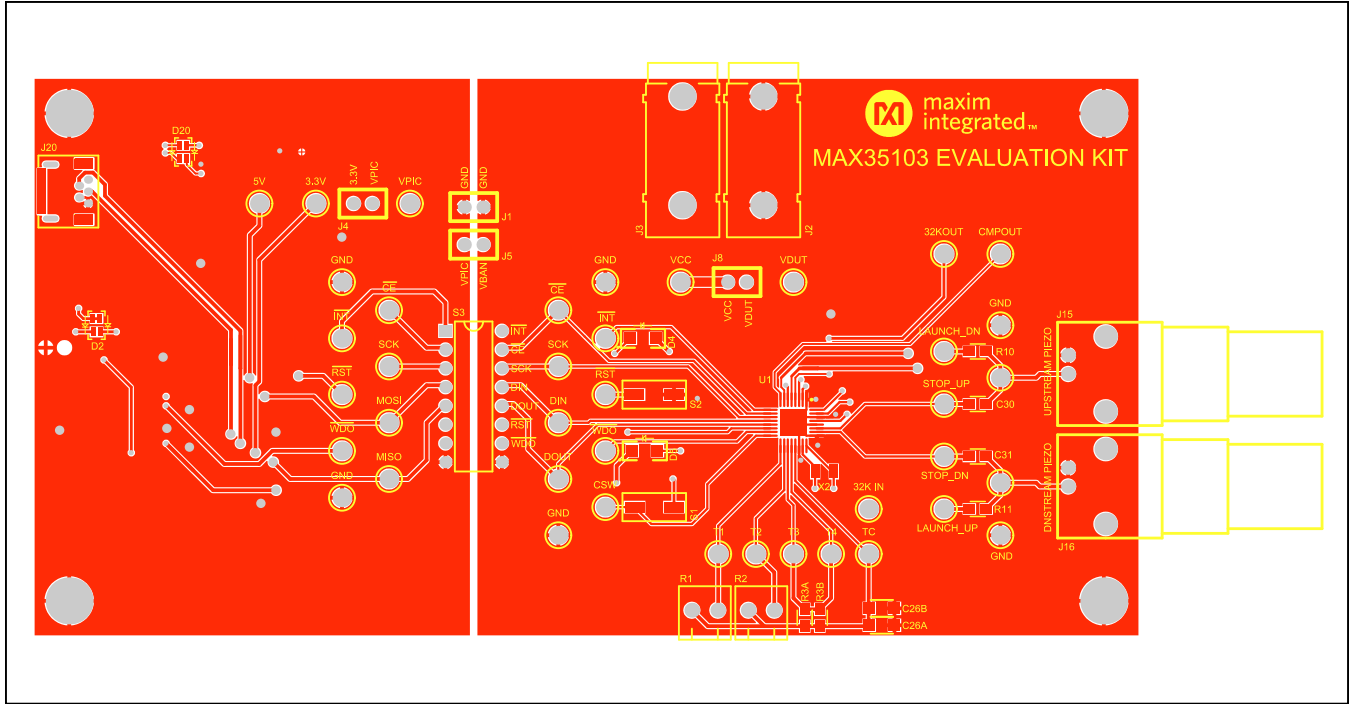 maxim
integrated™
MAX35103 EVALUATION KIT
D20
J20
5V
3.3V
3.3V
VPIC
VPIC
J4
GND
GND
J1
J5
VPIC
VBAN
J3
J2
GND
CE
INT
SCK
RST
MOSI
WDO
MISO
GND
D2
S3
INT
CE
SCK
DIN
DOUT
RST
WDO
CE
SCK
DIN
DOUT
GND
GND
INT
D4
RST
S2
WDO
CSW
S1
VCC
J8
VDUT
VCC
VDUT
U1
X2
32KOUT
CMPOUT
GND
LAUNCH_DN
R10
STOP_UP
C30
C31
STOP_DN
R11
LAUNCH_UP
GND
J15
UPSTREAM PIEZO
DNSTREAM PIEZO
J16
32K IN
T1
T2
T3
T4
TC
R1
R2
R3A
R3B
C26B
C26A